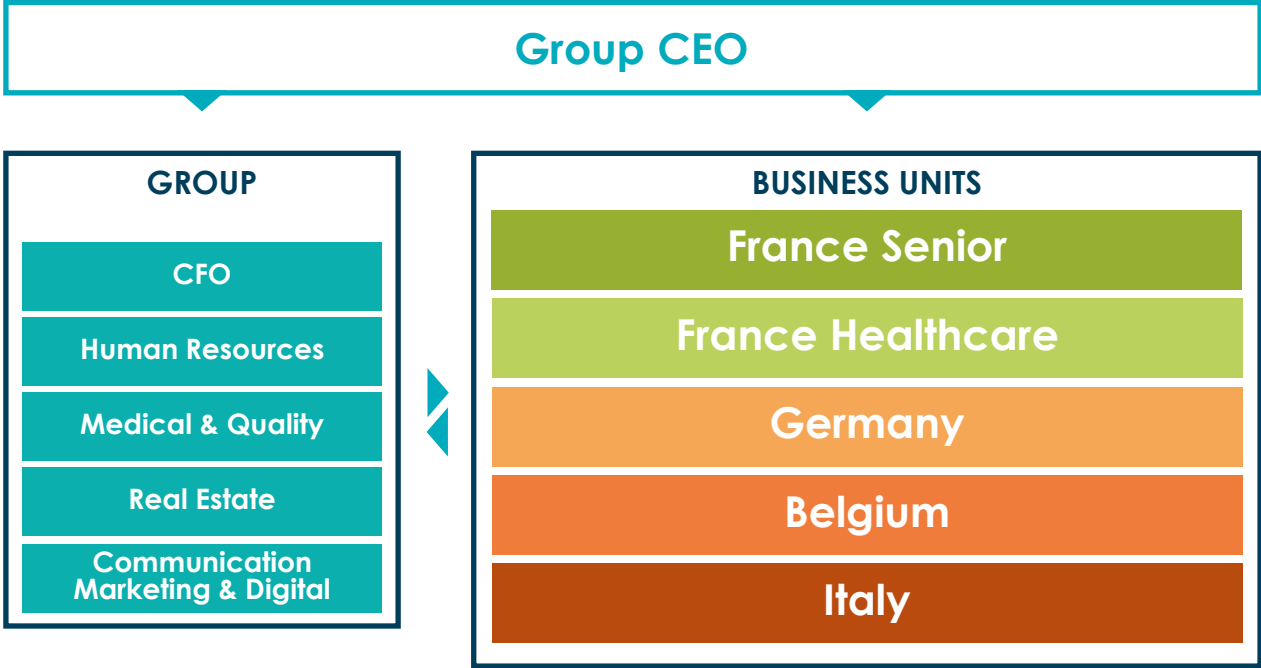 Group CEO
GROUP
CFO
Human Resources
Medical & Quality
Real Estate
Communication
Marketing & Digital
BUSINESS UNITS
France Senior
France Healthcare
Germany
Belgium
Italy